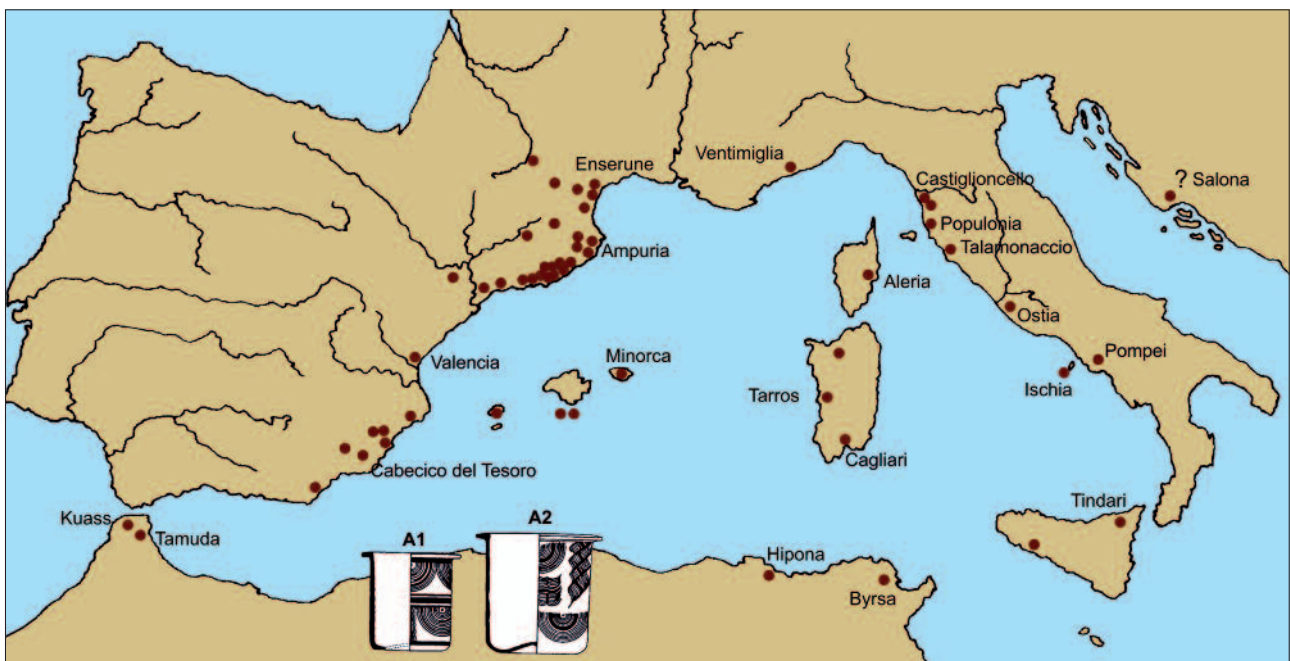 Enserune
Ventimiglia
Castiglioncello
? Salona
Populonia
Ampuria
Talamonaccio
Aleria
Ostia
Valencia
Minorca
Pompei
Ischia
Tarros
Cagliari
Cabecico del Tesoro
Tindari
Kuass
Tamuda
A1
A2
Hipona
Byrsa